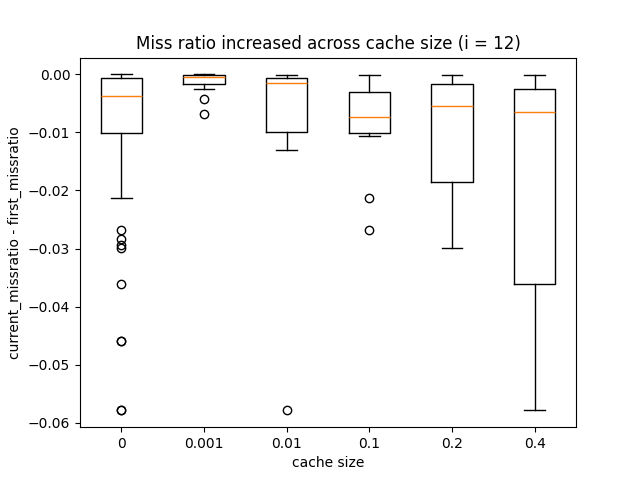 Miss ratio increased across cache size (i = 12)
current_missratio - first_missratio
0.00
−0.01
−0.02
−0.03
−0.04
−0.05
−0.06
0 0.001 0.01 0.1 0.2 0.4
cache size